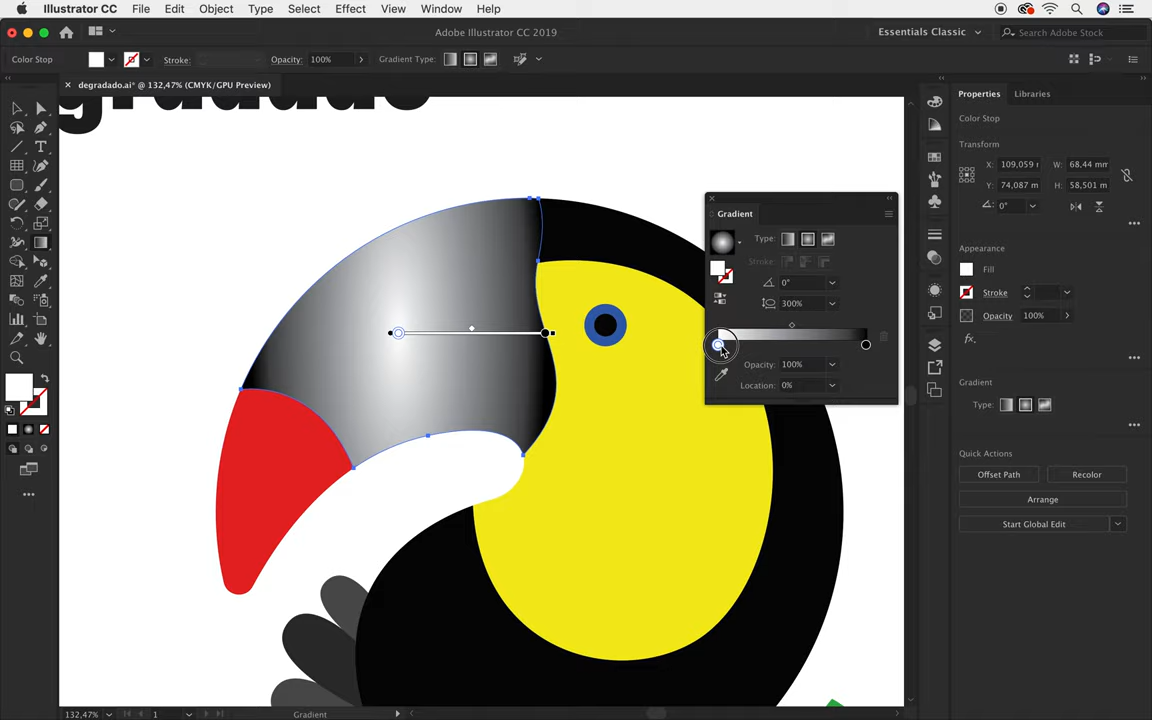 Illustrator CC File Edit Object Type Select Effect View Window Help
Adobe Illustrator CC 2019
Essentials Classic
Search Adobe Stock
Color Stop
Stroke:
Opacity: 100%
Gradient Type:
degradado.ai* @ 132,47% (CMYK/GPU Preview)
gradado
Gradient
Type:
Stroke:
0°
300%
Opacity: 100%
Location: 0%
Properties Libraries
Color Stop
Transform
X: 109,059 W: 68,44 mm
Y: 74,087 m H: 58,501 mm
0°
Appearance
Fill
Stroke
Opacity 100%
fx.
Gradient
Type:
Quick Actions
Offset Path Recolor
Arrange
Start Global Edit
132,47% 1 Gradient